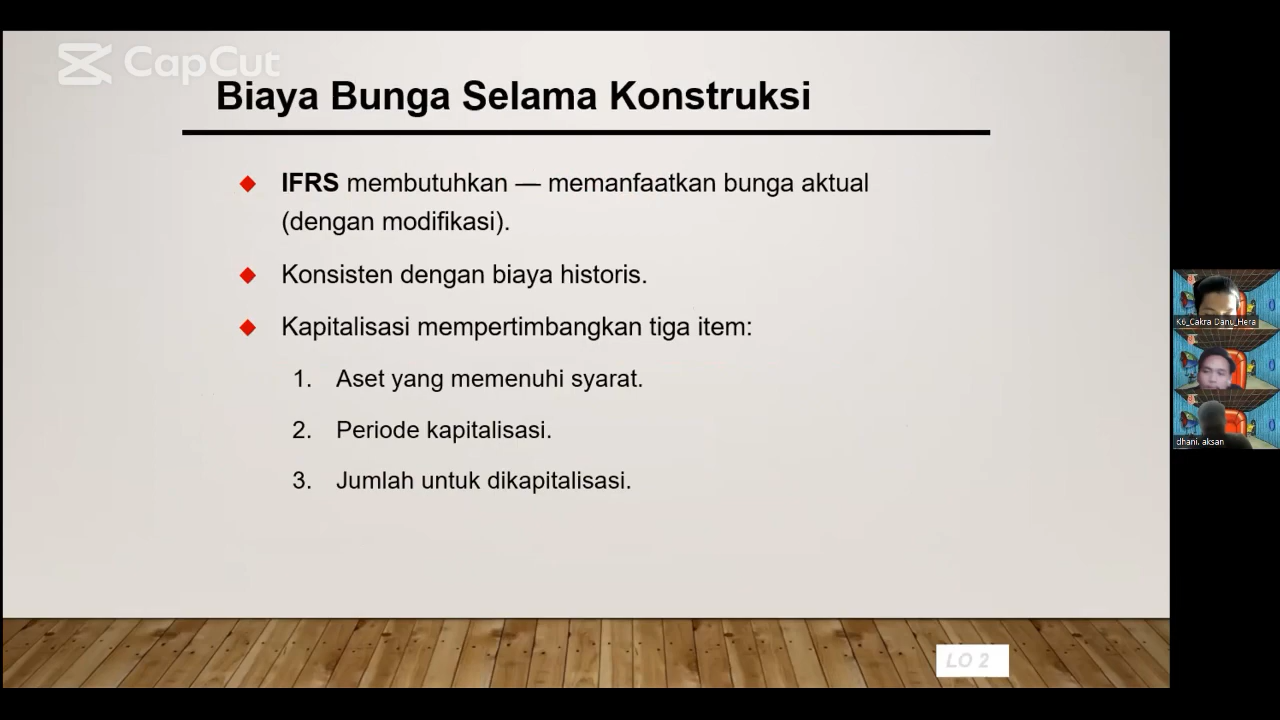 CapCut
Biaya Bunga Selama Konstruksi
IFRS membutuhkan — memanfaatkan bunga aktual
(dengan modifikasi).
Konsisten dengan biaya historis.
Kapitalisasi mempertimbangkan tiga item:
1. Aset yang memenuhi syarat.
2. Periode kapitalisasi.
3. Jumlah untuk dikapitalisasi.
LO 2
K6_Cakra Danu_Hera
dhani. aksan